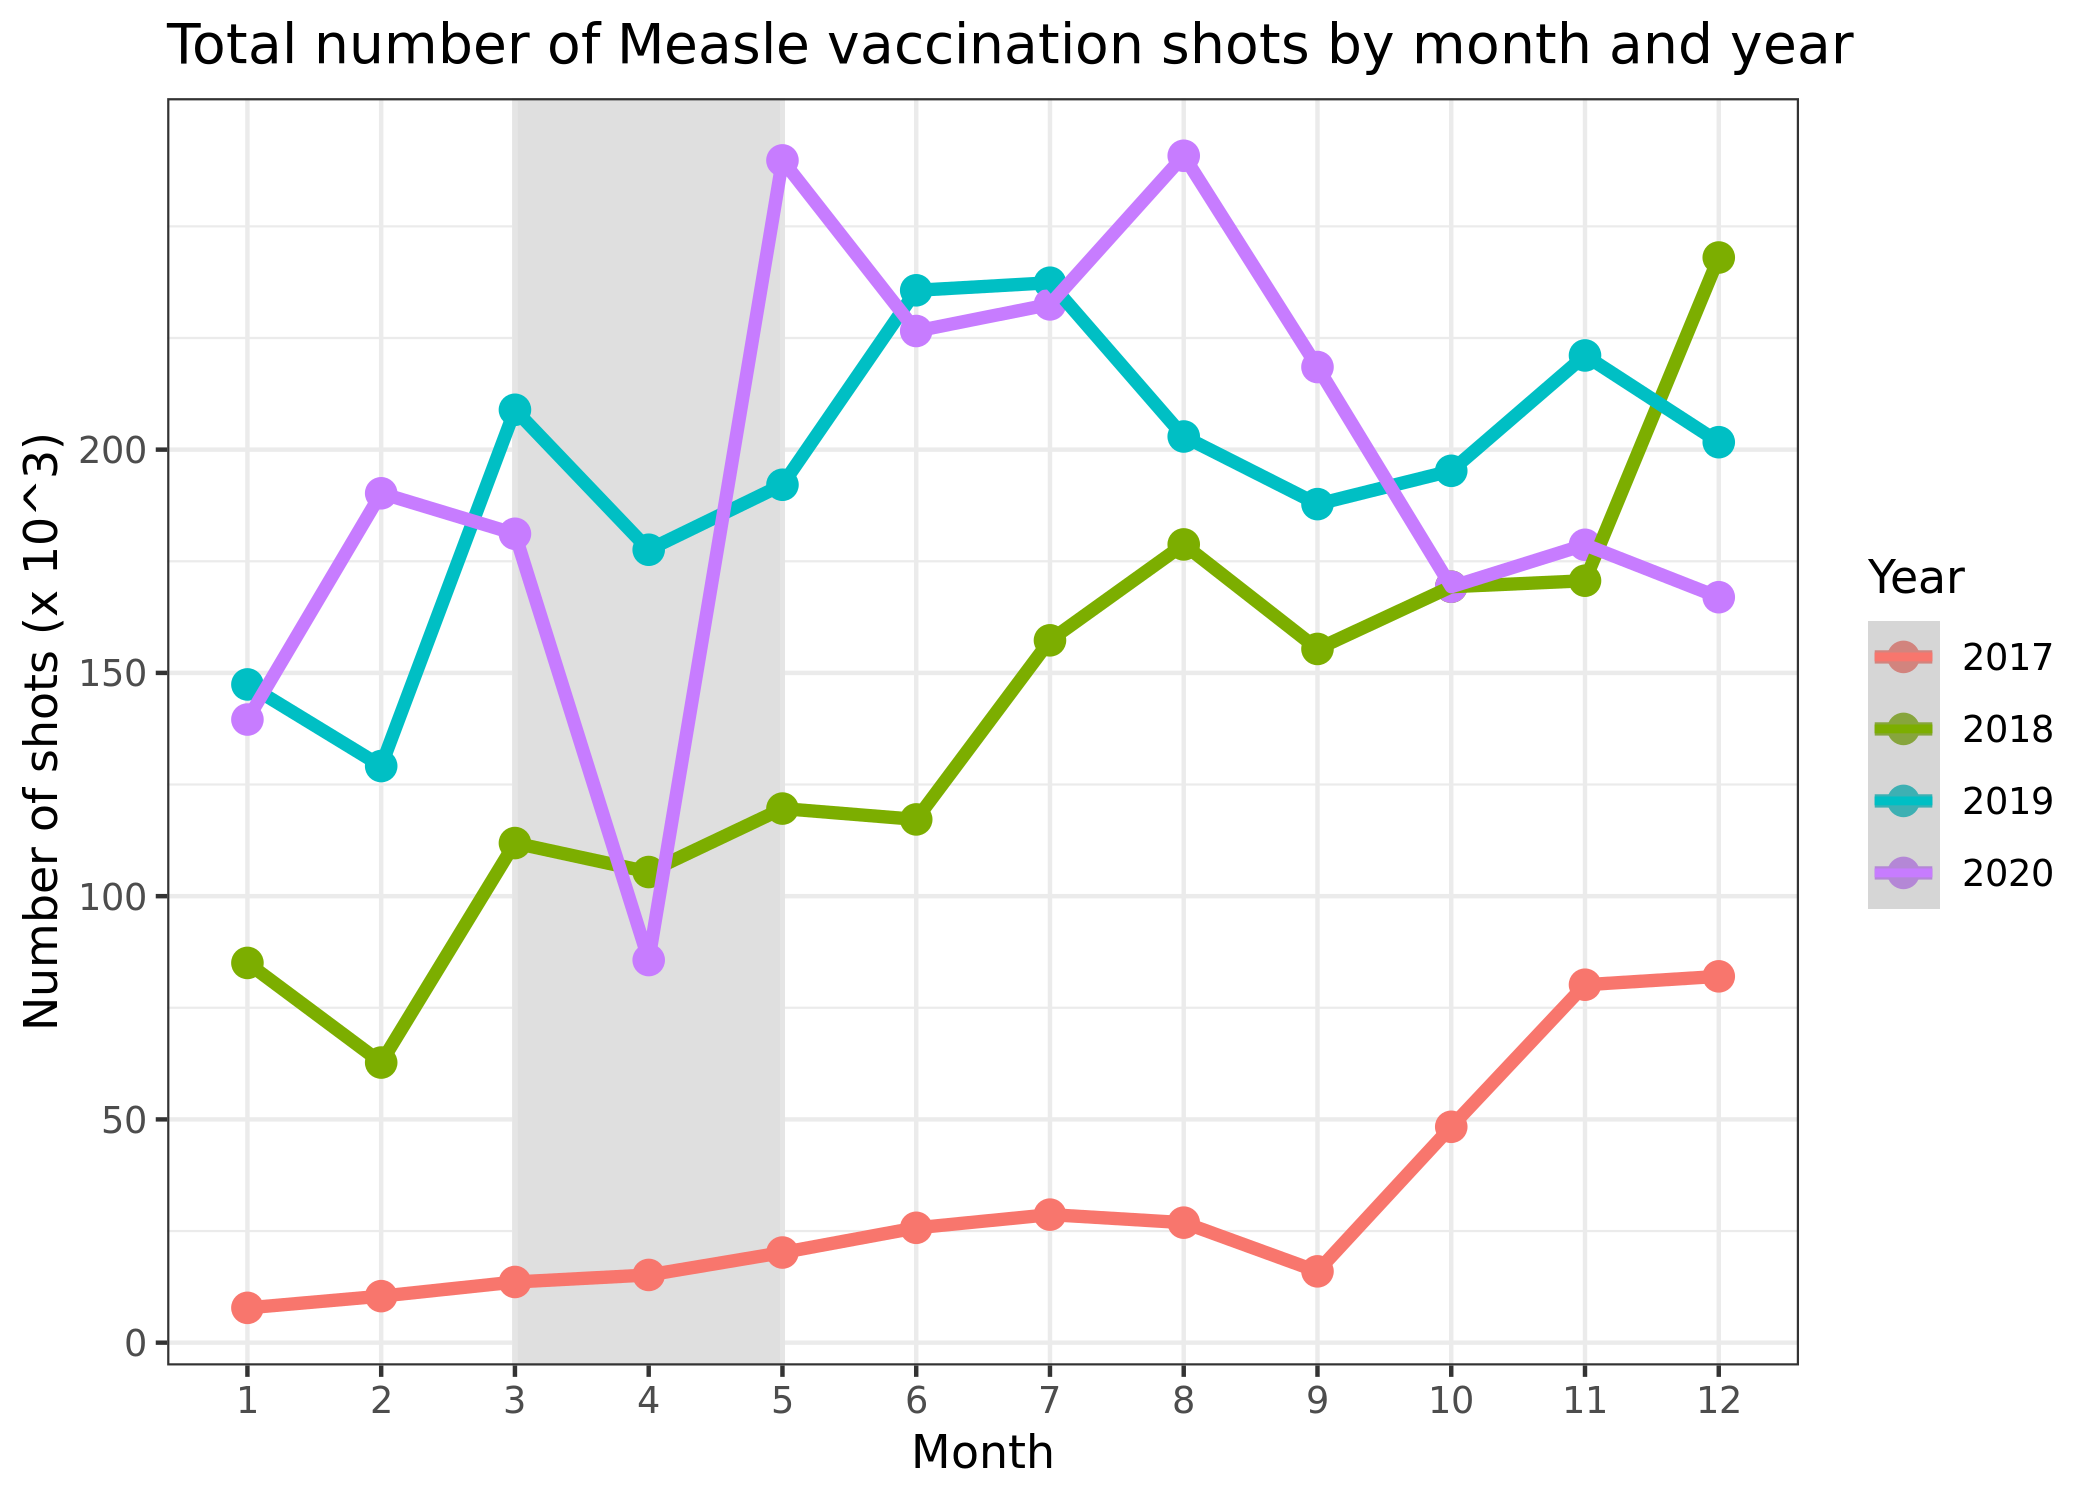 Total number of Measle vaccination shots by month and year
Number of shots (x 10^3)
200
150
100
50
0
1 2 3 4 5 6 7 8 9 10 11 12
Month
Year
2017
2018
2019
2020